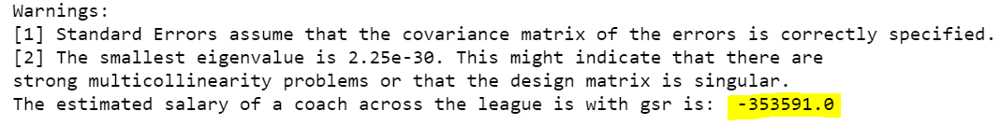 Warnings:
[1] Standard Errors assume that the covariance matrix of the errors is correctly specified.
[2] The smallest eigenvalue is 2.25e-30. This might indicate that there are
strong multicollinearity problems or that the design matrix is singular.
The estimated salary of a coach across the league is with gsr is:  -353591.0